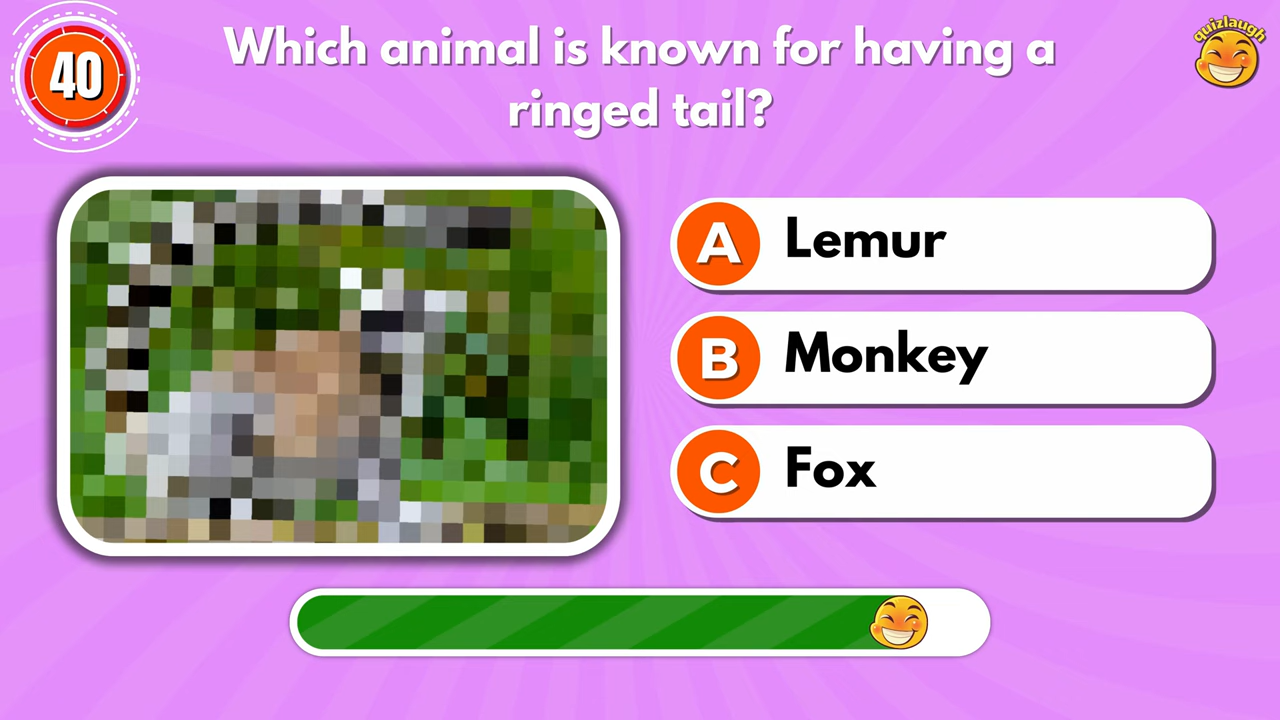 40
Which animal is known for having a
ringed tail?
quizlaugh
A Lemur
B Monkey
C Fox